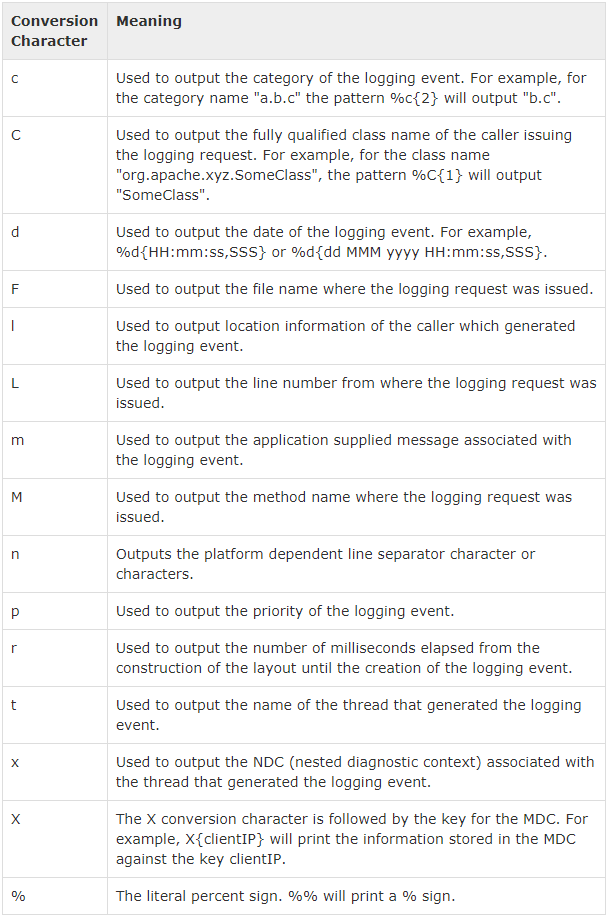 Conversion Character
Meaning
c
Used to output the category of the logging event. For example, for
the category name "a.b.c" the pattern %c{2} will output "b.c".
C
Used to output the fully qualified class name of the caller issuing
the logging request. For example, for the class name
"org.apache.xyz.SomeClass", the pattern %C{1} will output
"SomeClass".
d
Used to output the date of the logging event. For example,
%d{HH:mm:ss,SSS} or %d{dd MMM yyyy HH:mm:ss,SSS}.
F
Used to output the file name where the logging request was issued.
l
Used to output location information of the caller which generated
the logging event.
L
Used to output the line number from where the logging request was
issued.
m
Used to output the application supplied message associated with
the logging event.
M
Used to output the method name where the logging request was
issued.
n
Outputs the platform dependent line separator character or
characters.
p
Used to output the priority of the logging event.
r
Used to output the number of milliseconds elapsed from the
construction of the layout until the creation of the logging event.
t
Used to output the name of the thread that generated the logging
event.
x
Used to output the NDC (nested diagnostic context) associated with
the thread that generated the logging event.
X
The X conversion character is followed by the key for the MDC. For
example, X{clientIP} will print the information stored in the MDC
against the key clientIP.
%
The literal percent sign. %% will print a % sign.